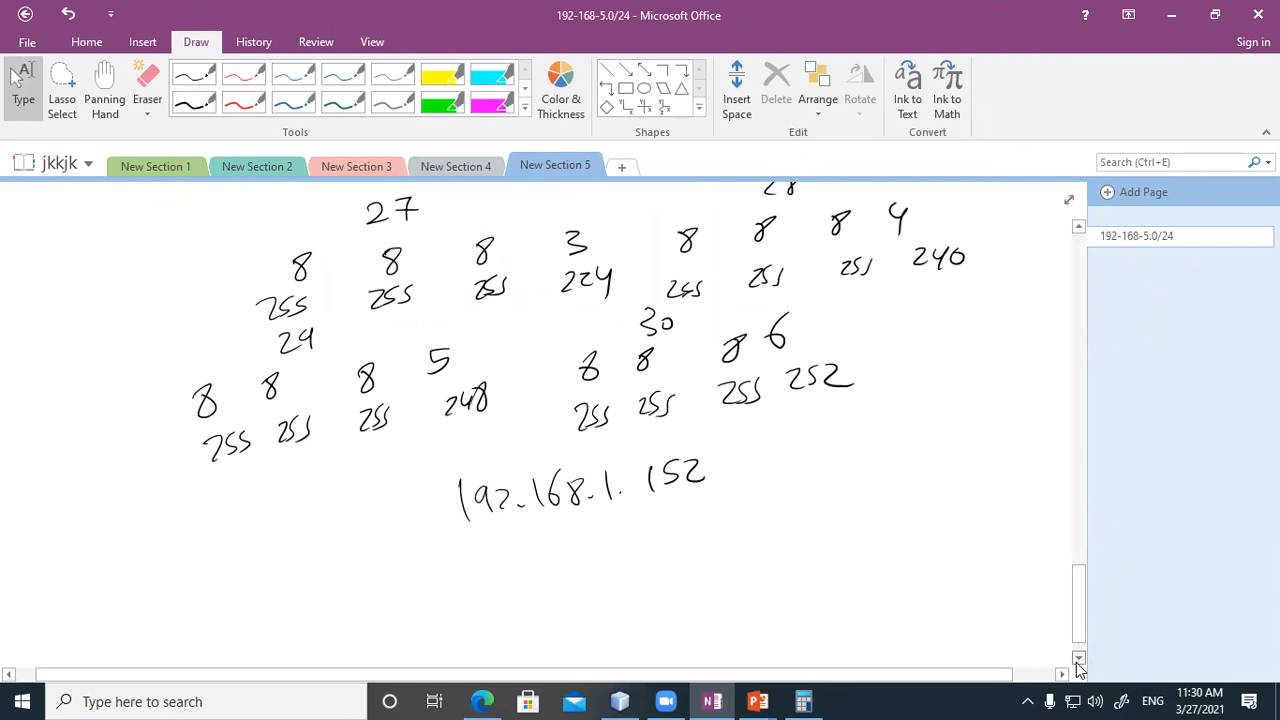 192-168-5.0/24 - Microsoft Office
?
Sign in
File Home Insert Draw History Review View
Type
Lasso Select
Panning Hand
Eraser
Color & Thickness
Insert Space
Delete
Arrange
Rotate
Ink to Text
Ink to Math
Tools
Shapes
Edit
Convert
jkkjk
New Section 1
New Section 2
New Section 3
New Section 4
New Section 5
Search (Ctrl+E)
Add Page
192-168-5.0/24
27
28
8 8 8 3
255 255 255 224
8 8 8 4
255 255 255 240
29
8 8 8 5
255 255 255 248
30
8 8 8 6
255 255 255 252
192.168.1.152
Type here to search
ENG
11:30 AM
3/27/2021